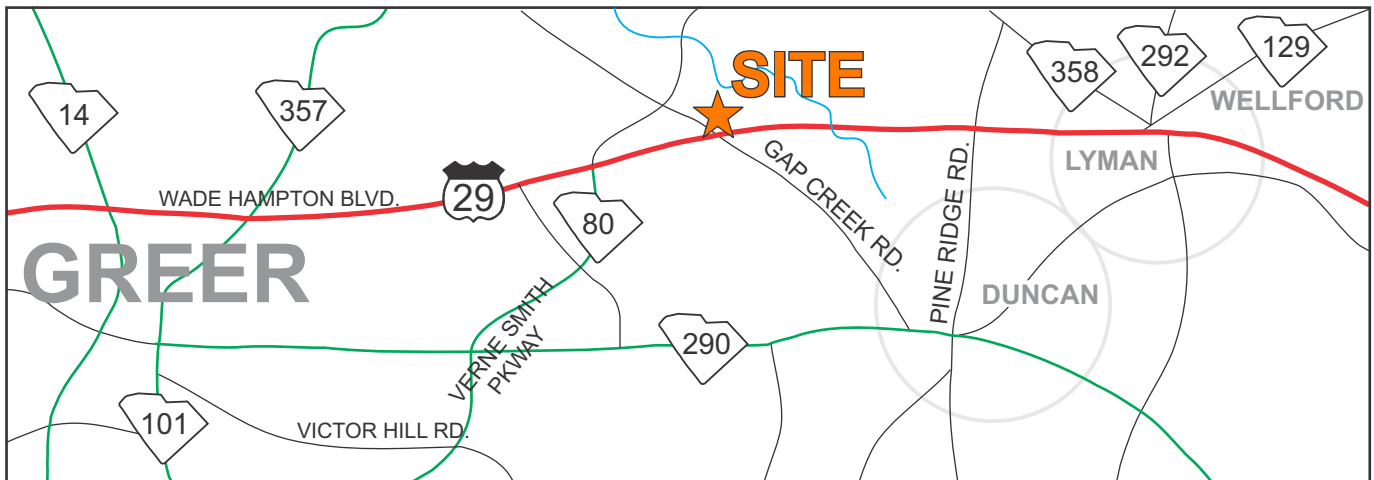 SITE
14
357
358
292
129
WELLFORD
LYMAN
WADE HAMPTON BLVD.
29
80
GAP CREEK RD.
PINE RIDGE RD.
GREER
DUNCAN
VERNE SMITH
PKWAY
290
101
VICTOR HILL RD.